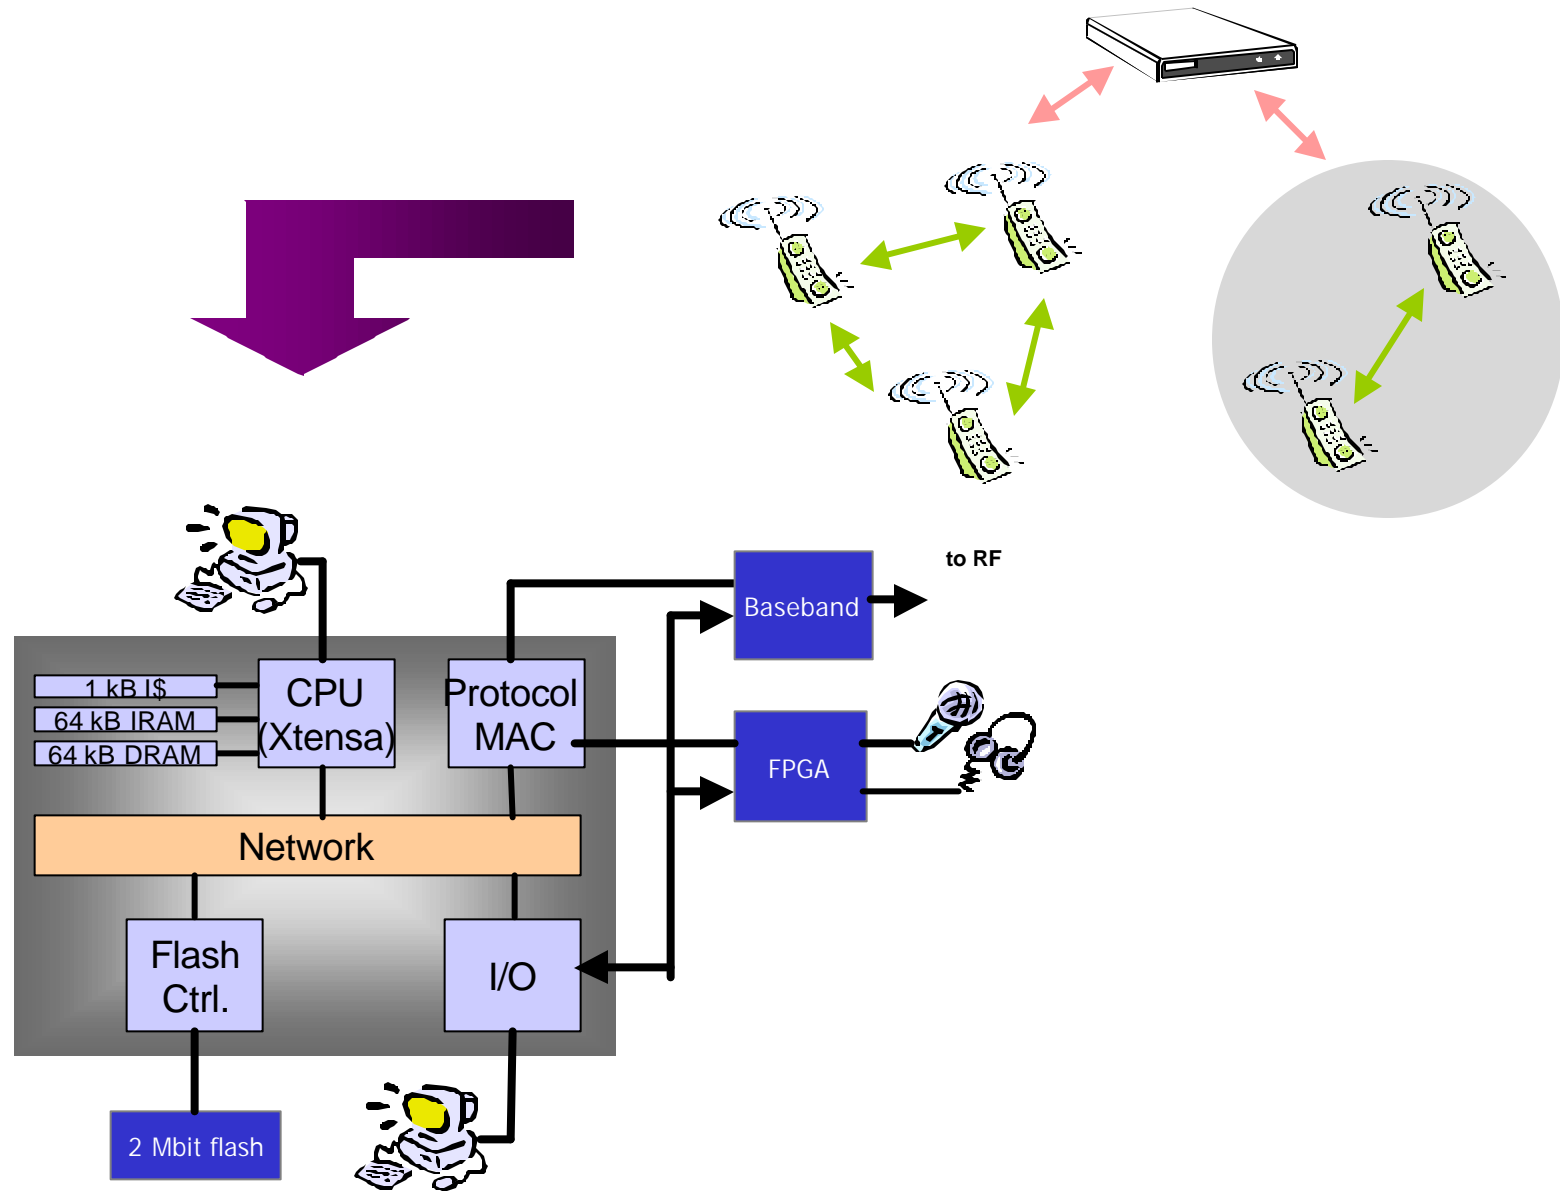 to RF
Baseband
1 kB I$
64 kB IRAM
64 kB DRAM
CPU
(Xtensa)
Protocol
MAC
FPGA
Network
Flash
Ctrl.
I/O
2 Mbit flash